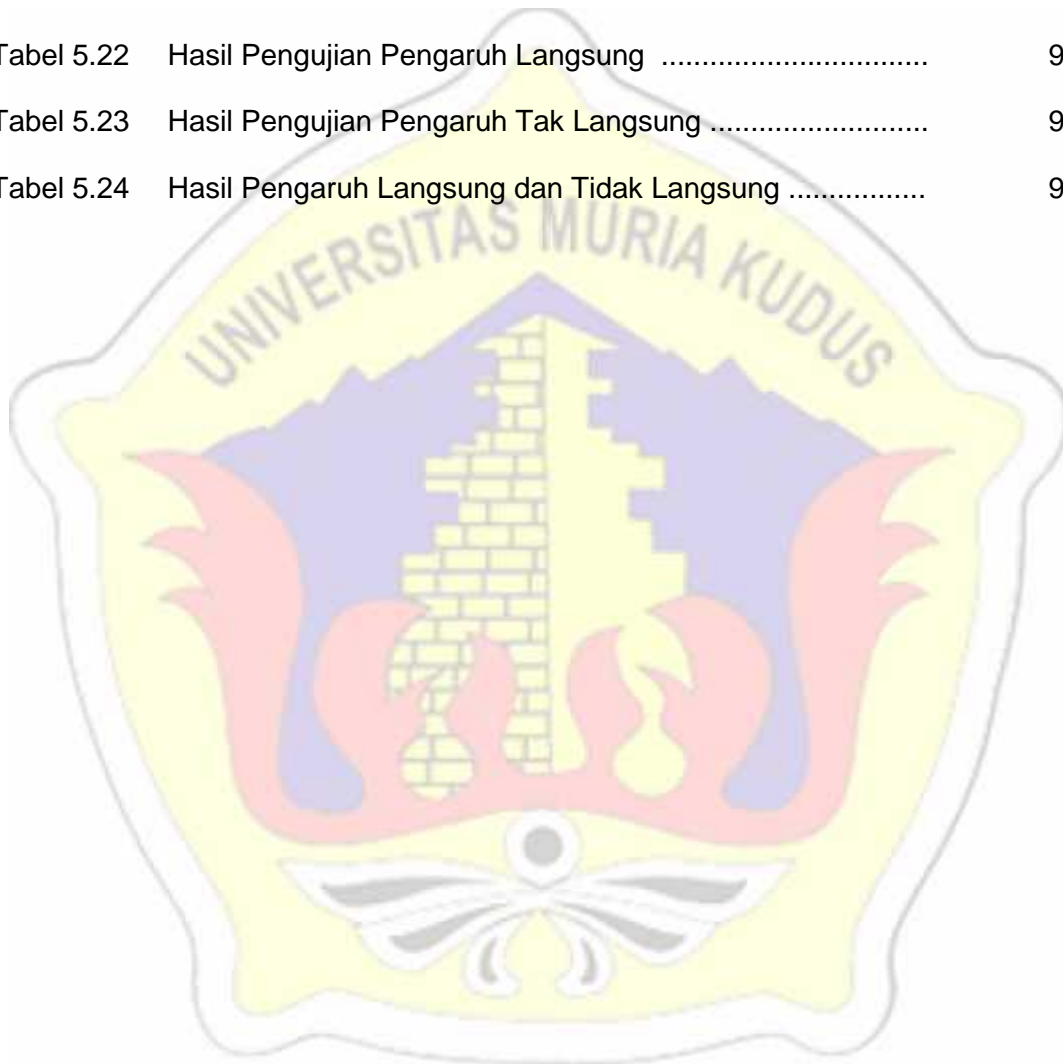 Tabel 5.22 Hasil Pengujian Pengaruh Langsung ................................. 9
Tabel 5.23 Hasil Pengujian Pengaruh Tak Langsung ........................... 9
Tabel 5.24 Hasil Pengaruh Langsung dan Tidak Langsung ................. 9
UNIVERSITAS MURIA KUDUS